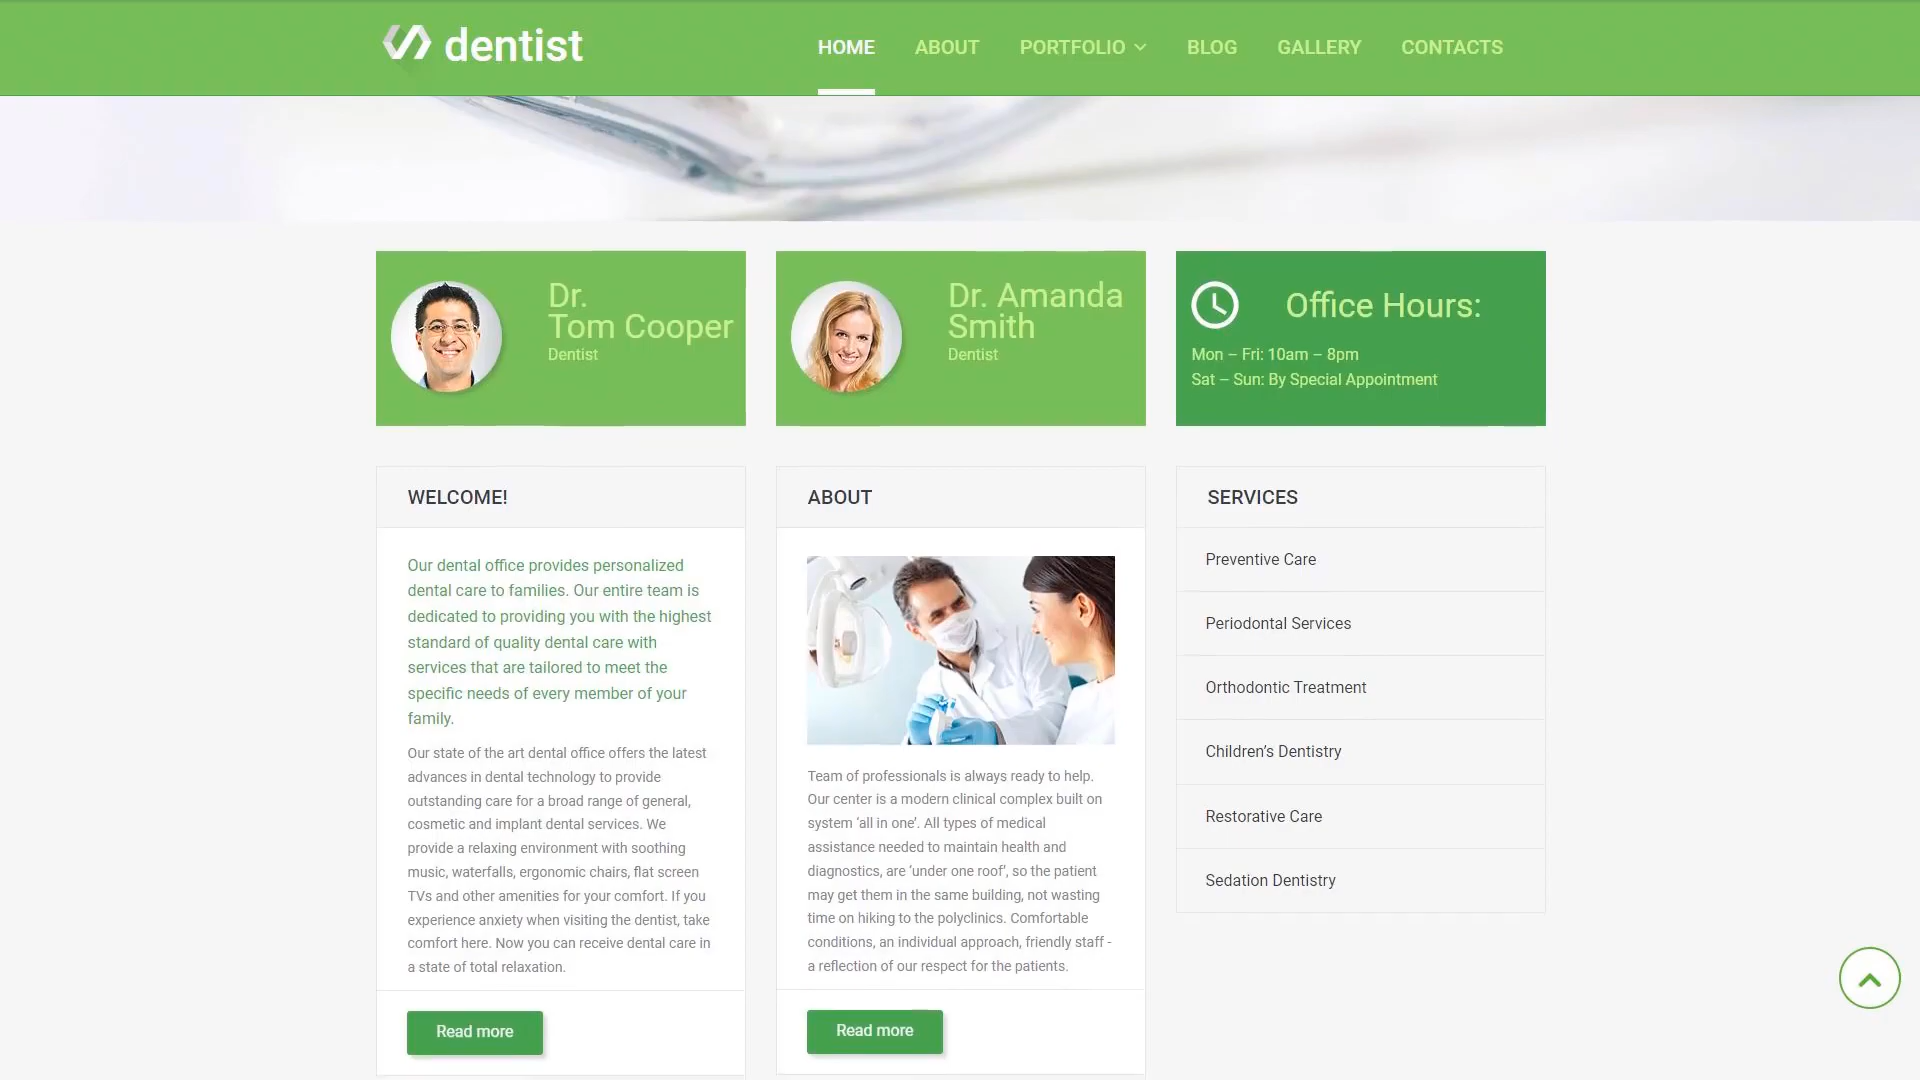 dentist
HOME ABOUT PORTFOLIO BLOG GALLERY CONTACTS
Dr.
Tom Cooper
Dentist
Dr. Amanda
Smith
Dentist
Office Hours:
Mon – Fri: 10am – 8pm
Sat – Sun: By Special Appointment
WELCOME!
Our dental office provides personalized
dental care to families. Our entire team is
dedicated to providing you with the highest
standard of quality dental care with
services that are tailored to meet the
specific needs of every member of your
family.
Our state of the art dental office offers the latest
advances in dental technology to provide
outstanding care for a broad range of general,
cosmetic and implant dental services. We
provide a relaxing environment with soothing
music, waterfalls, ergonomic chairs, flat screen
TVs and other amenities for your comfort. If you
experience anxiety when visiting the dentist, take
comfort here. Now you can receive dental care in
a state of total relaxation.
Read more
ABOUT
Team of professionals is always ready to help.
Our center is a modern clinical complex built on
system ‘all in one’. All types of medical
assistance needed to maintain health and
diagnostics, are ‘under one roof’, so the patient
may get them in the same building, not wasting
time on hiking to the polyclinics. Comfortable
conditions, an individual approach, friendly staff -
a reflection of our respect for the patients.
Read more
SERVICES
Preventive Care
Periodontal Services
Orthodontic Treatment
Children’s Dentistry
Restorative Care
Sedation Dentistry